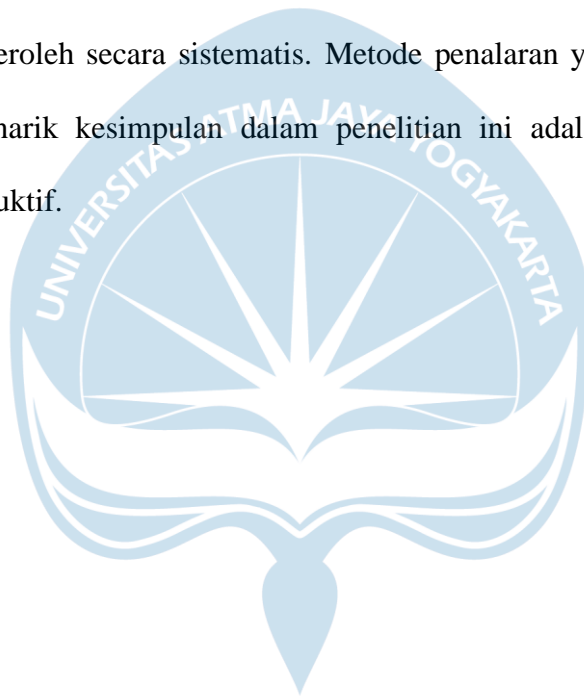 eroleh secara sistematis. Metode penalaran y
narik kesimpulan dalam penelitian ini adal
uktif.
UNIVERSITAS ATMA JAYA YOGYAKARTA